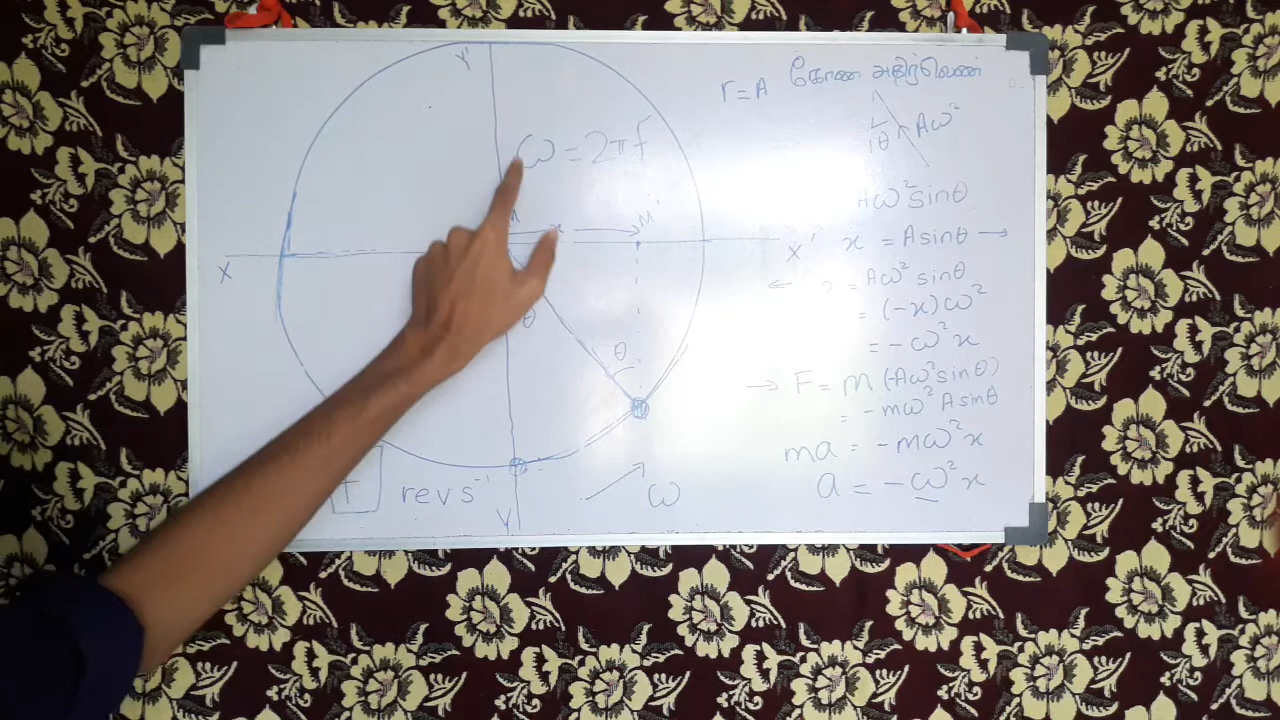 Y'
ω = 2πf
M'
x
X
X'
θ
θ
f rev s⁻¹
Y
ω
r = A கோண அதிர்வெண்
θ Aω²
Aω² sinθ
x = A sinθ →
← = Aω² sinθ
= (-x)ω²
= -ω²x
→ F = m(-Aω² sinθ)
= -mω² A sinθ
ma = -mω²x
a = -ω²x